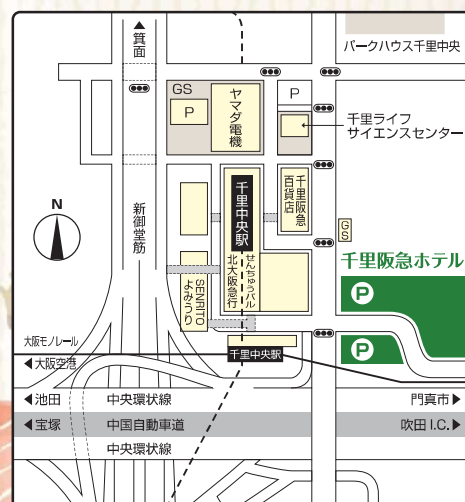 ▲箕面
パークハウス千里中央
GS
P
ヤマダ電機
P
千里ライフ
サイエンスセンター
千里中央駅
千里阪急
百貨店
新御堂筋
N
GS
せんちゅうパル
北大阪急行
SENRITO
よみうり
千里阪急ホテル
P
P
大阪モノレール
◀大阪空港
千里中央駅
◀池田
中央環状線
門真市▶
◀宝塚
中国自動車道
吹田I.C.▶
中央環状線